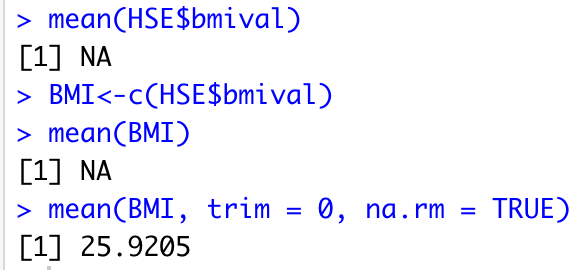 > mean(HSE$bmival)
[1] NA
> BMI<-c(HSE$bmival)
> mean(BMI)
[1] NA
> mean(BMI, trim = 0, na.rm = TRUE)
[1] 25.9205